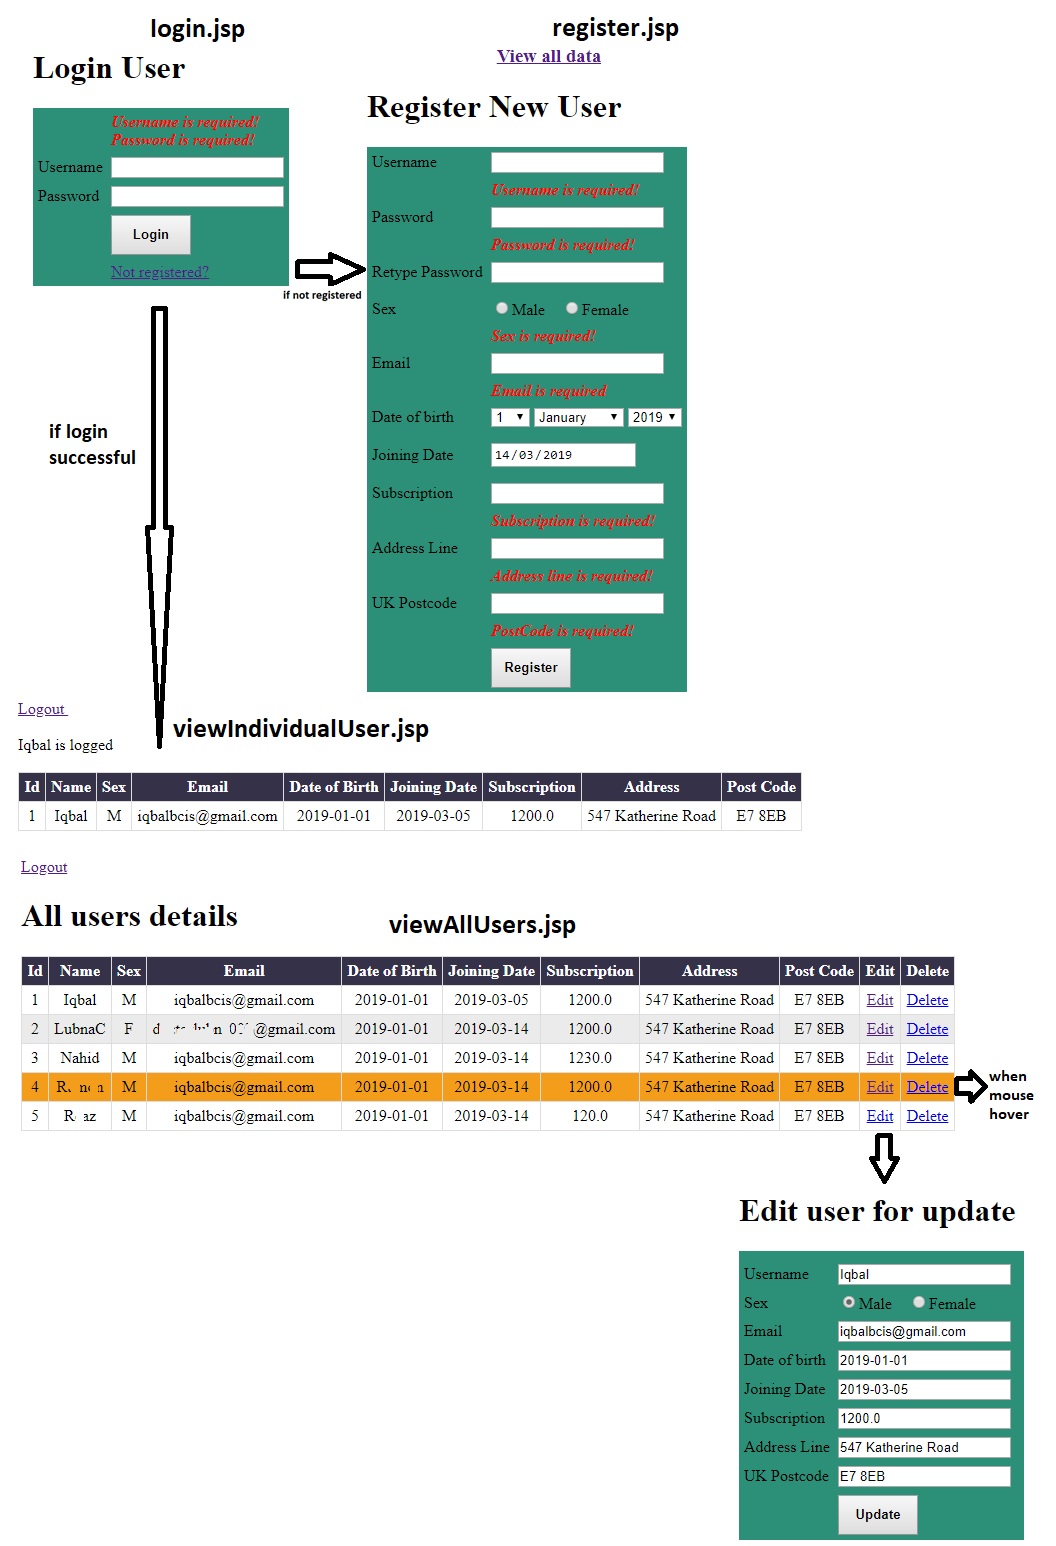 login.jsp
Login User
Username is required!
Password is required!
Username
Password
Login
Not registered?
if not registered
register.jsp
View all data
Register New User
Username
Username is required!
Password
Password is required!
Retype Password
Sex Male Female
Sex is required!
Email
Email is required
Date of birth 1 January 2019
Joining Date 14/03/2019
Subscription
Subscription is required!
Address Line
Address line is required!
UK Postcode
PostCode is required!
Register
if login
successful
Logout
viewIndividualUser.jsp
Iqbal is logged
Id Name Sex Email Date of Birth Joining Date Subscription Address Post Code
1 Iqbal M iqbalbcis@gmail.com 2019-01-01 2019-03-05 1200.0 547 Katherine Road E7 8EB
Logout
All users details
viewAllUsers.jsp
Id Name Sex Email Date of Birth Joining Date Subscription Address Post Code Edit Delete
1 Iqbal M iqbalbcis@gmail.com 2019-01-01 2019-03-05 1200.0 547 Katherine Road E7 8EB Edit Delete
2 LubnaC F @gmail.com 2019-01-01 2019-03-14 1200.0 547 Katherine Road E7 8EB Edit Delete
3 Nahid M iqbalbcis@gmail.com 2019-01-01 2019-03-14 1230.0 547 Katherine Road E7 8EB Edit Delete
4 M iqbalbcis@gmail.com 2019-01-01 2019-03-14 1200.0 547 Katherine Road E7 8EB Edit Delete
5 M iqbalbcis@gmail.com 2019-01-01 2019-03-14 120.0 547 Katherine Road E7 8EB Edit Delete
when
mouse
hover
Edit user for update
Username Iqbal
Sex Male Female
Email iqbalbcis@gmail.com
Date of birth 2019-01-01
Joining Date 2019-03-05
Subscription 1200.0
Address Line 547 Katherine Road
UK Postcode E7 8EB
Update